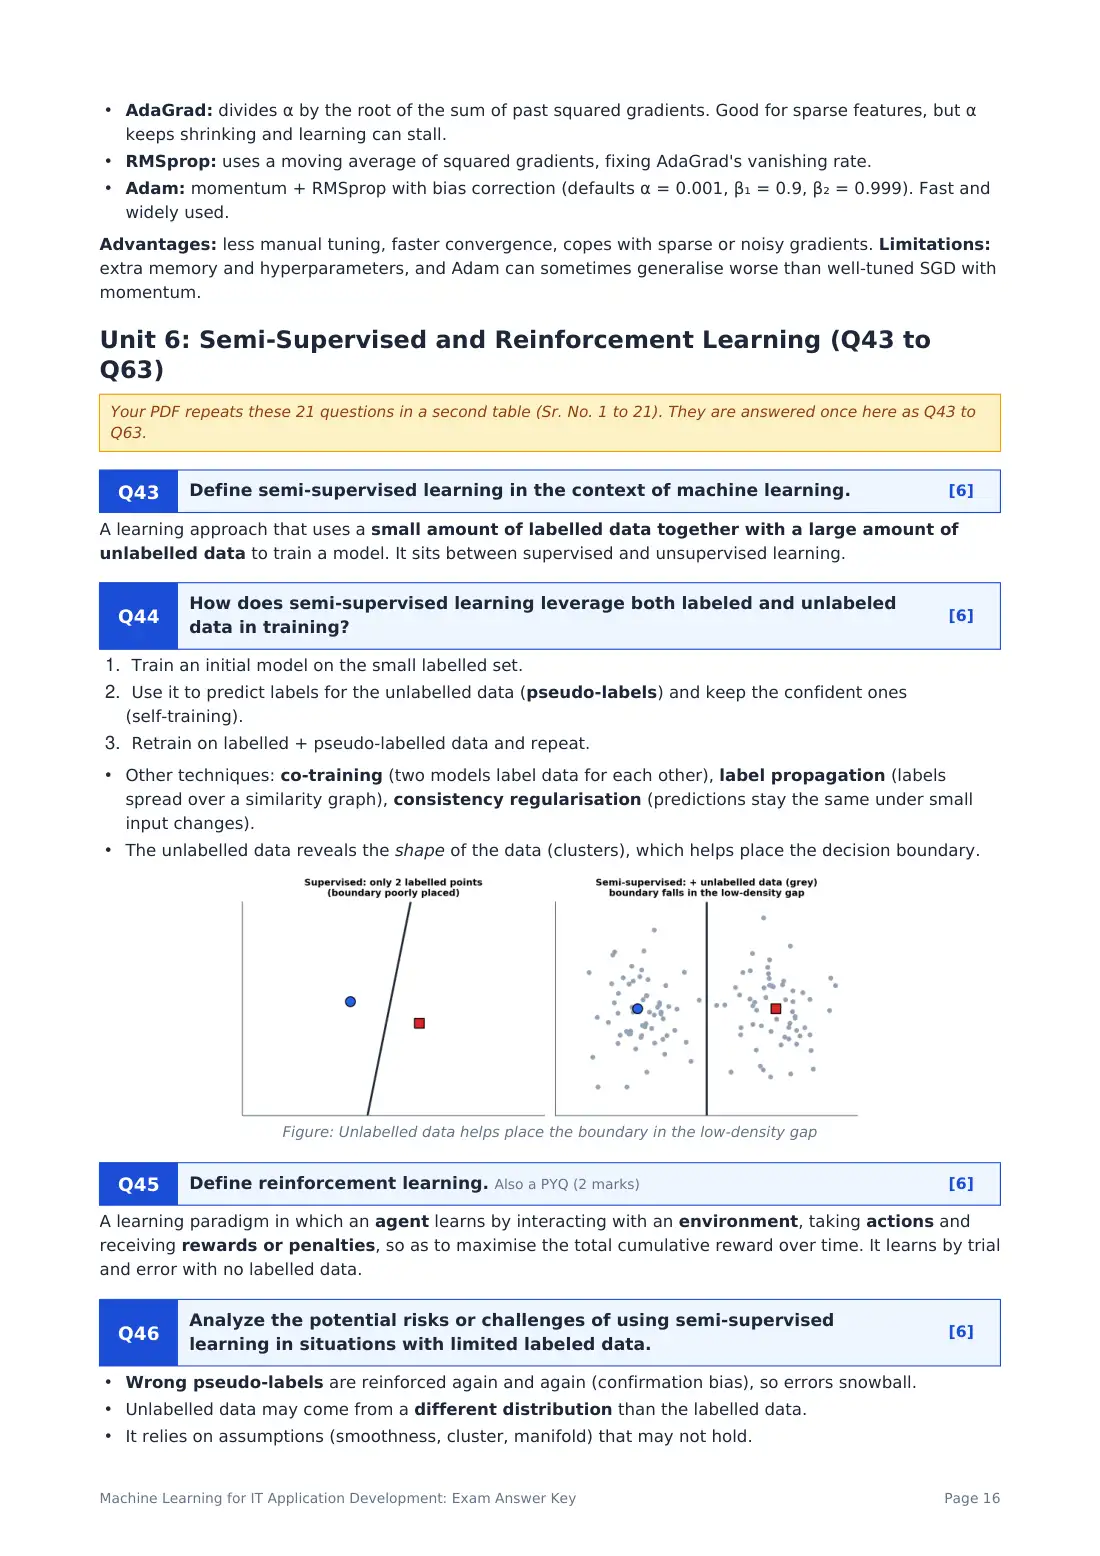 • AdaGrad: divides α by the root of the sum of past squared gradients. Good for sparse features, but α
keeps shrinking and learning can stall.
• RMSprop: uses a moving average of squared gradients, fixing AdaGrad's vanishing rate.
• Adam: momentum + RMSprop with bias correction (defaults α = 0.001, β₁ = 0.9, β₂ = 0.999). Fast and
widely used.
Advantages: less manual tuning, faster convergence, copes with sparse or noisy gradients. Limitations:
extra memory and hyperparameters, and Adam can sometimes generalise worse than well-tuned SGD with
momentum.
Unit 6: Semi-Supervised and Reinforcement Learning (Q43 to
Q63)
Your PDF repeats these 21 questions in a second table (Sr. No. 1 to 21). They are answered once here as Q43 to
Q63.
Q43 Define semi-supervised learning in the context of machine learning. [6]
A learning approach that uses a small amount of labelled data together with a large amount of
unlabelled data to train a model. It sits between supervised and unsupervised learning.
Q44 How does semi-supervised learning leverage both labeled and unlabeled [6]
data in training?
1. Train an initial model on the small labelled set.
2. Use it to predict labels for the unlabelled data (pseudo-labels) and keep the confident ones
(self-training).
3. Retrain on labelled + pseudo-labelled data and repeat.
• Other techniques: co-training (two models label data for each other), label propagation (labels
spread over a similarity graph), consistency regularisation (predictions stay the same under small
input changes).
• The unlabelled data reveals the shape of the data (clusters), which helps place the decision boundary.
Supervised: only 2 labelled points
(boundary poorly placed)
Semi-supervised: + unlabelled data (grey)
boundary falls in the low-density gap
Figure: Unlabelled data helps place the boundary in the low-density gap
Q45 Define reinforcement learning. Also a PYQ (2 marks) [6]
A learning paradigm in which an agent learns by interacting with an environment, taking actions and
receiving rewards or penalties, so as to maximise the total cumulative reward over time. It learns by trial
and error with no labelled data.
Q46 Analyze the potential risks or challenges of using semi-supervised [6]
learning in situations with limited labeled data.
• Wrong pseudo-labels are reinforced again and again (confirmation bias), so errors snowball.
• Unlabelled data may come from a different distribution than the labelled data.
• It relies on assumptions (smoothness, cluster, manifold) that may not hold.
Machine Learning for IT Application Development: Exam Answer Key Page 16